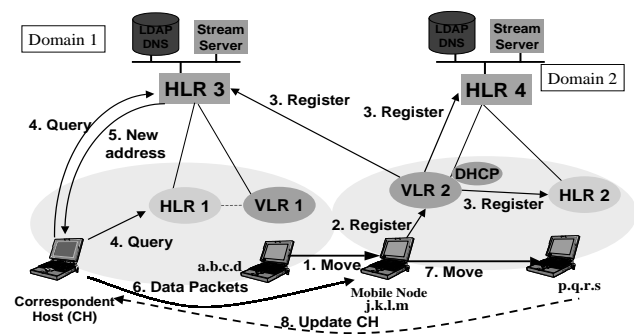 Domain 1
LDAP
DNS
Stream
Server
HLR 3
LDAP
DNS
Stream
Server
Domain 2
HLR 4
3. Register
3. Register
4. Query
5. New
address
DHCP
VLR 2
HLR 2
3. Register
HLR 1
VLR 1
2. Register
4. Query
a.b.c.d
1. Move
7. Move
6. Data Packets
Correspondent
Host (CH)
Mobile Node
j.k.l.m
p.q.r.s
8. Update CH